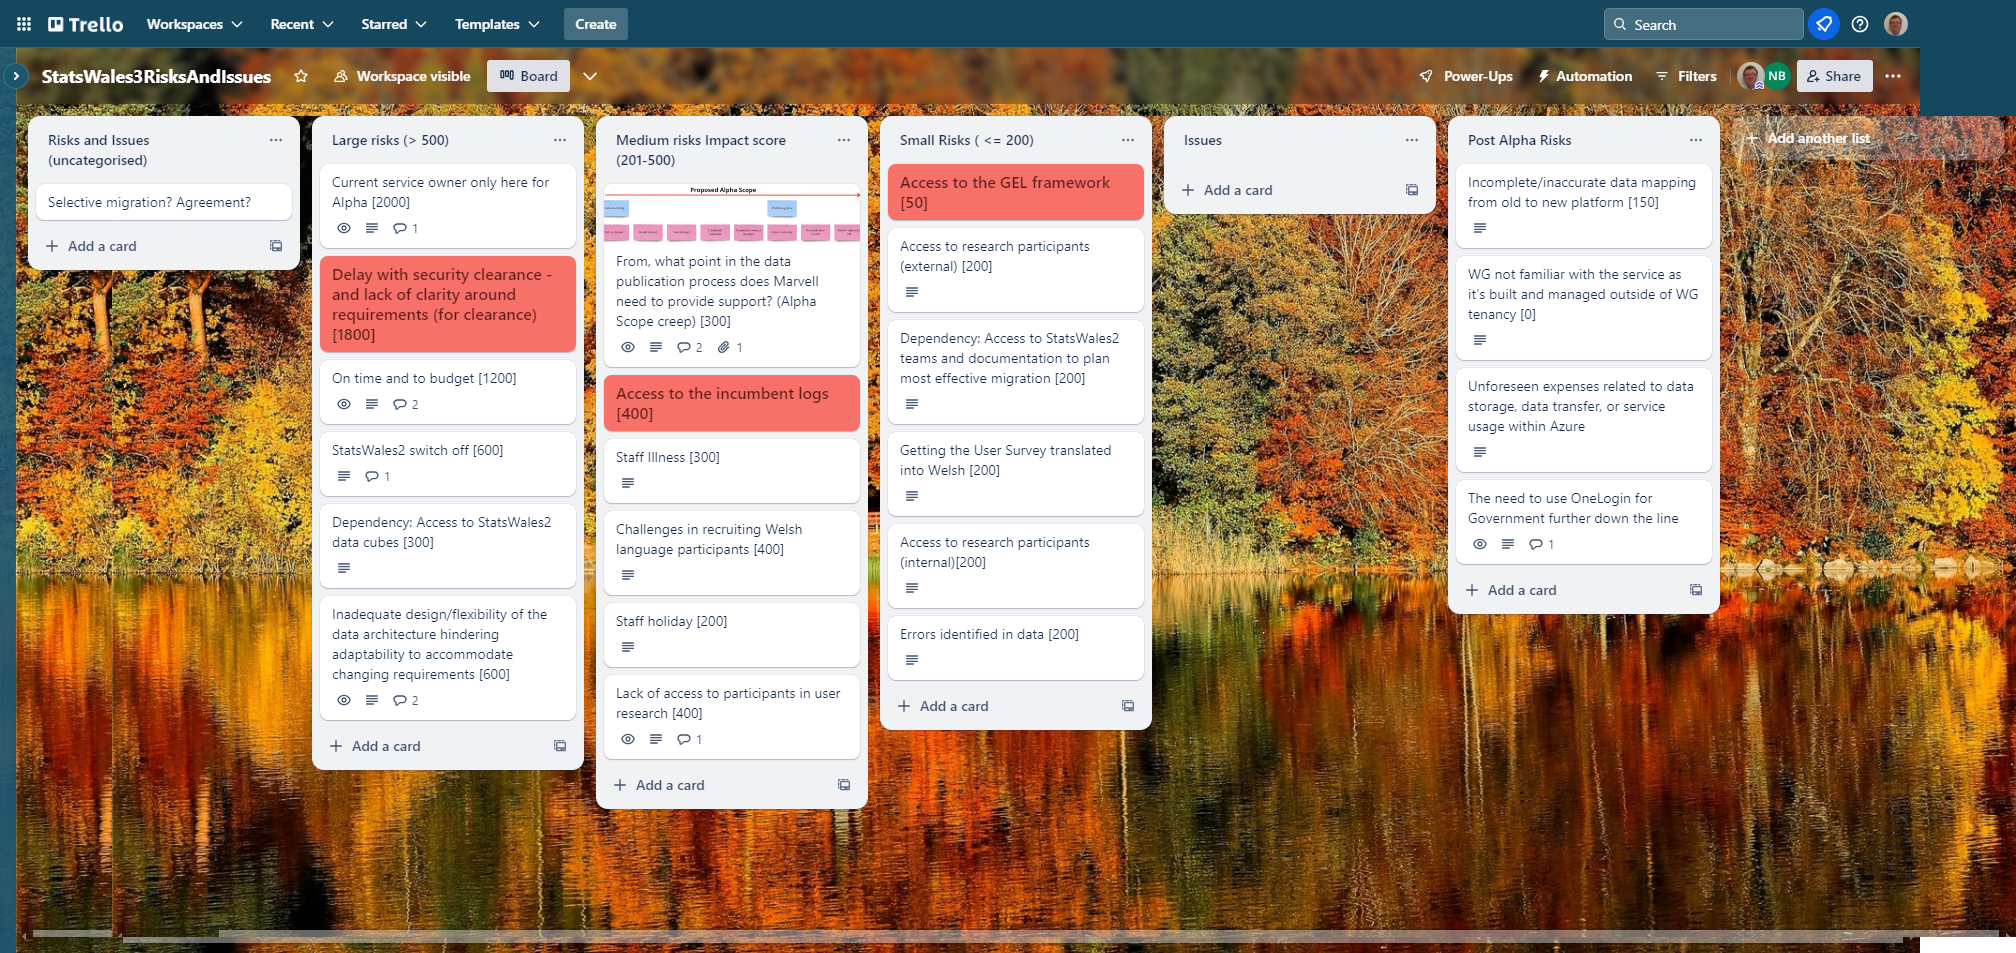 Trello
Workspaces
Recent
Starred
Templates
Create
Search
StatsWales3RisksAndIssues
Workspace visible
Board
Power-Ups
Automation
Filters
NB
Share
Risks and Issues
(uncategorised)
Selective migration? Agreement?
Add a card
Large risks (> 500)
Current service owner only here for
Alpha [2000]
1
Delay with security clearance -
and lack of clarity around
requirements (for clearance)
[1800]
On time and to budget [1200]
2
StatsWales2 switch off [600]
1
Dependency: Access to StatsWales2
data cubes [300]
Inadequate design/flexibility of the
data architecture hindering
adaptability to accommodate
changing requirements [600]
2
Add a card
Medium risks Impact score
(201-500)
Proposed Alpha Scope
From, what point in the data
publication process does Marvell
need to provide support? (Alpha
Scope creep) [300]
2 1
Access to the incumbent logs
[400]
Staff Illness [300]
Challenges in recruiting Welsh
language participants [400]
Staff holiday [200]
Lack of access to participants in user
research [400]
1
Add a card
Small Risks ( <= 200)
Access to the GEL framework
[50]
Access to research participants
(external) [200]
Dependency: Access to StatsWales2
teams and documentation to plan
most effective migration [200]
Getting the User Survey translated
into Welsh [200]
Access to research participants
(internal)[200]
Errors identified in data [200]
Add a card
Issues
Add a card
Post Alpha Risks
Incomplete/inaccurate data mapping
from old to new platform [150]
WG not familiar with the service as
it's built and managed outside of WG
tenancy [0]
Unforeseen expenses related to data
storage, data transfer, or service
usage within Azure
The need to use OneLogin for
Government further down the line
1
Add a card
Add another list